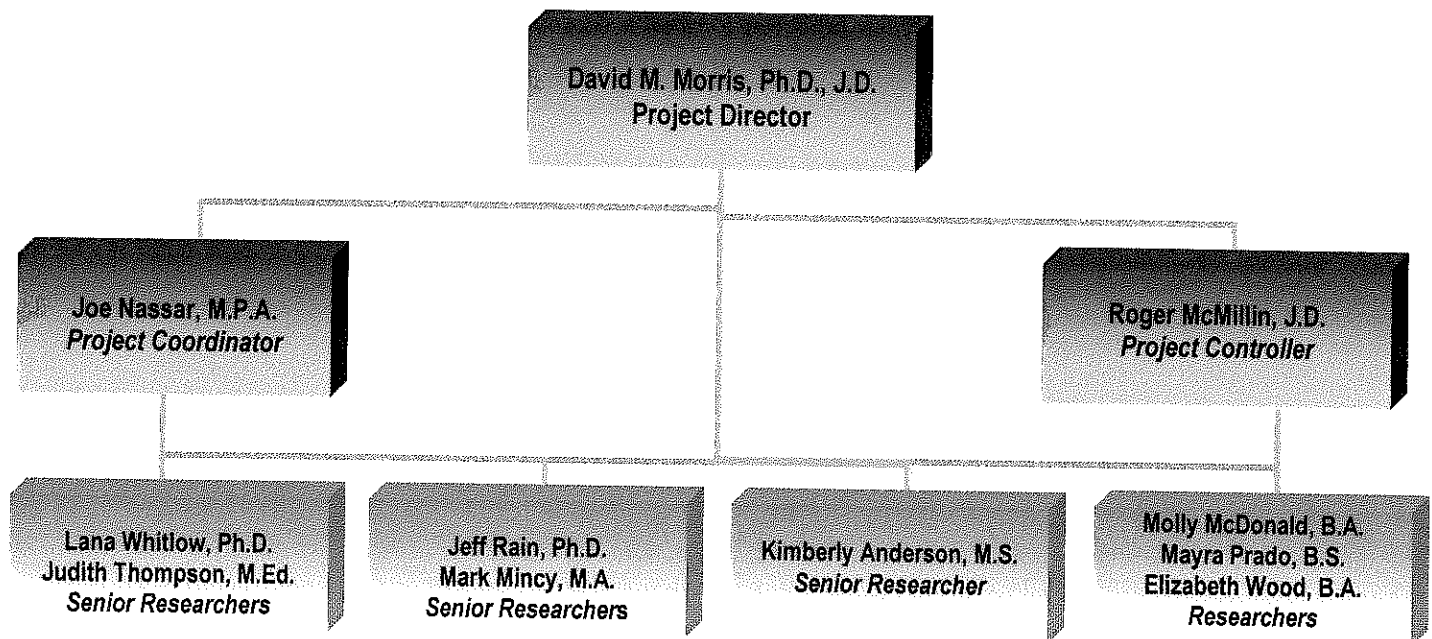 David M. Morris, Ph.D., J.D.
Project Director
Joe Nassar, M.P.A.
Project Coordinator
Roger McMillin, J.D.
Project Controller
Lana Whitlow, Ph.D.
Judith Thompson, M.Ed.
Senior Researchers
Jeff Rain, Ph.D.
Mark Mincy, M.A.
Senior Researchers
Kimberly Anderson, M.S.
Senior Researcher
Molly McDonald, B.A.
Mayra Prado, B.S.
Elizabeth Wood, B.A.
Researchers